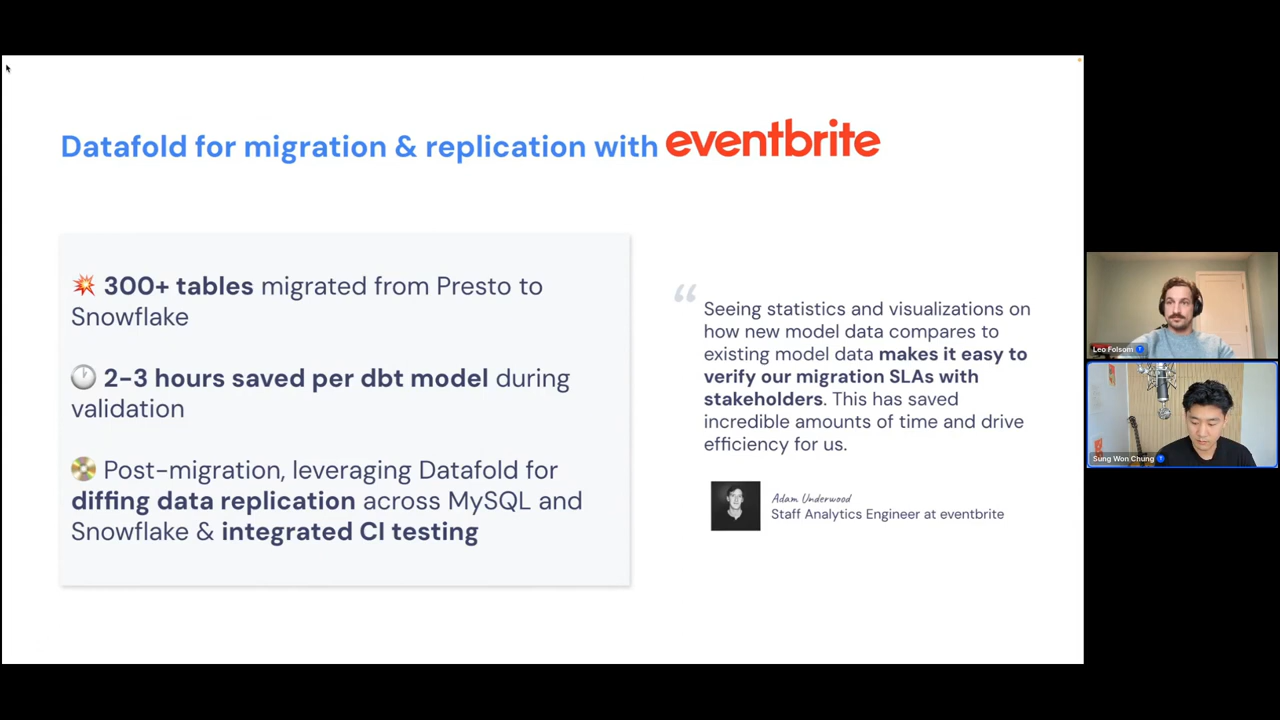 Datafold for migration & replication with eventbrite
💥 300+ tables migrated from Presto to
Snowflake
🕐 2-3 hours saved per dbt model during
validation
📀 Post-migration, leveraging Datafold for
diffing data replication across MySQL and
Snowflake & integrated CI testing
“
Seeing statistics and visualizations on
how new model data compares to
existing model data makes it easy to
verify our migration SLAs with
stakeholders. This has saved
incredible amounts of time and drive
efficiency for us.
Adam Underwood
Staff Analytics Engineer at eventbrite
Leo Folsom
Sung Won Chung